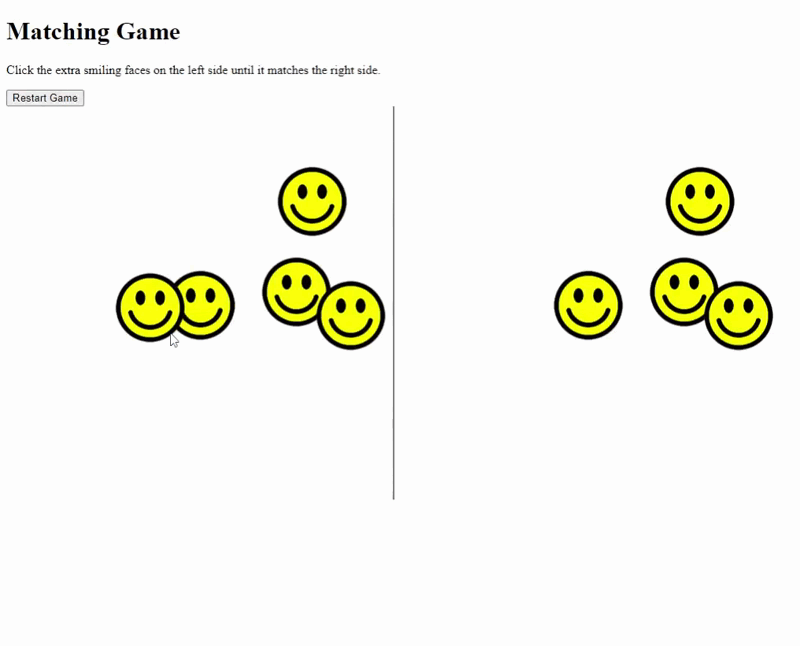 Matching Game
Click the extra smiling faces on the left side until it matches the right side.
Restart Game